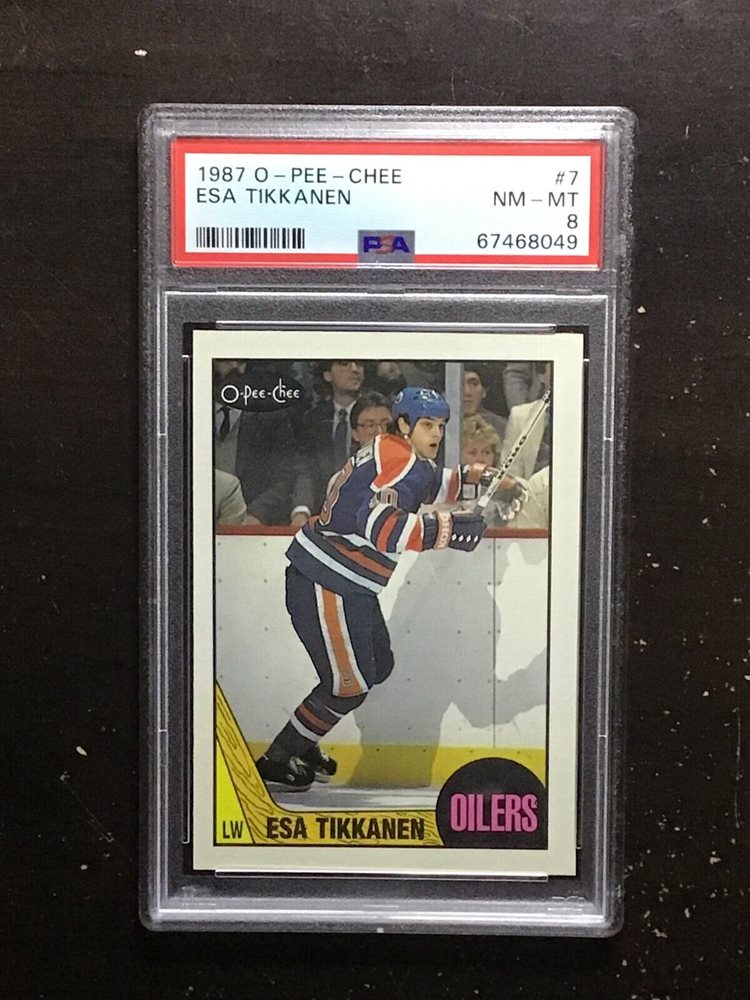 1987 O-PEE-CHEE #7
ESA TIKKANEN NM-MT
8
PSA 67468049
O-Pee-Chee
LW ESA TIKKANEN OILERS